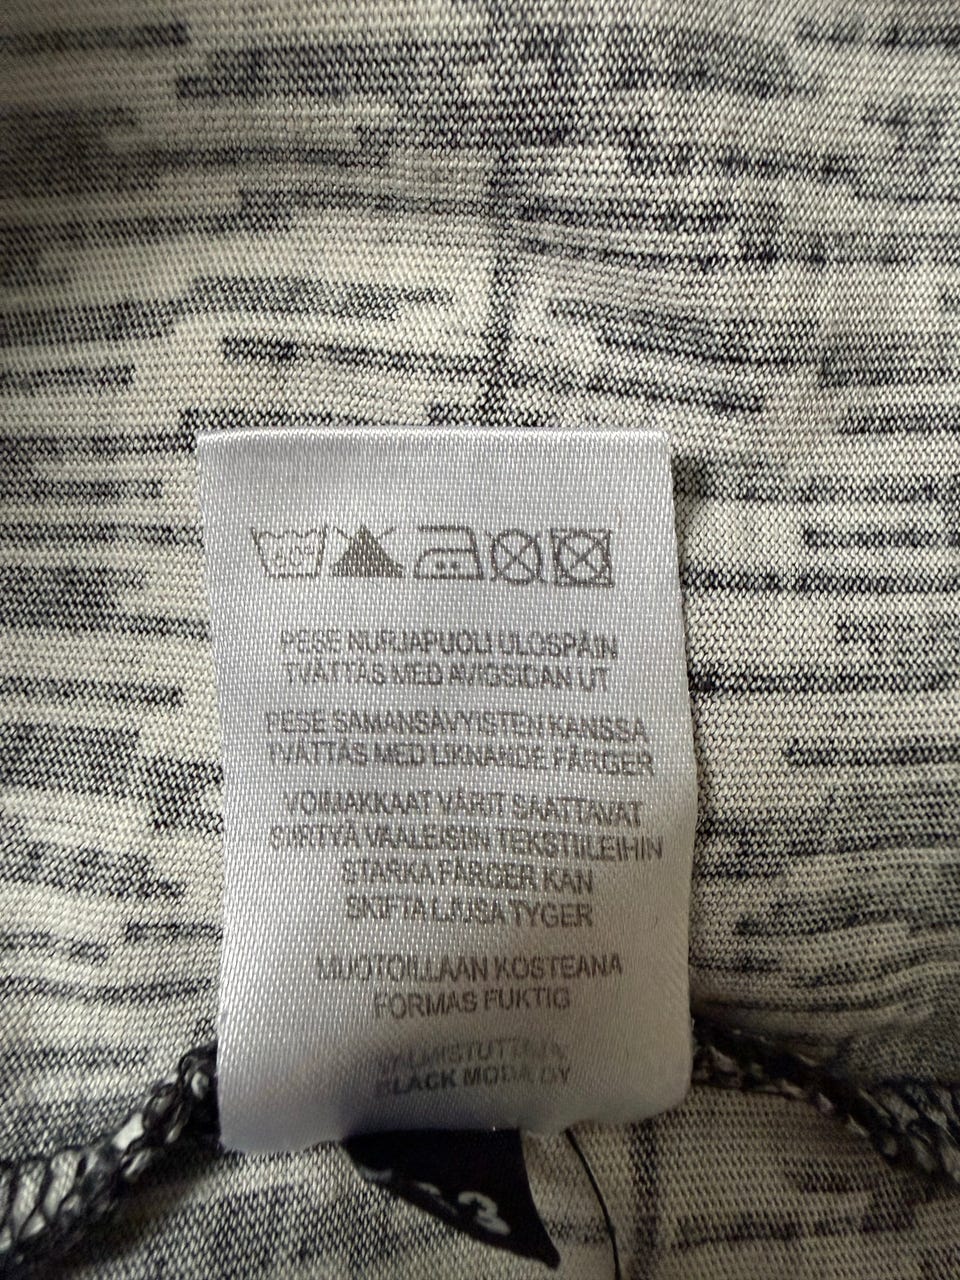 PESE NURJAPUOLI ULOSPÄIN
TVÄTTAS MED AVIGSIDAN UT
PESE SAMANSÄVYISTEN KANSSA
TVÄTTAS MED LIKNANDE FÄRGER
VOIMAKKAAT VÄRIT SAATTAVAT
SIIRTYÄ VAALEISIIN TEKSTIILEIHIN
STARKA FÄRGER KAN
SKIFTA LJUSA TYGER
MUOTOILLAAN KOSTEANA
FORMAS FUKTIG
VALMISTUTTAJA
BLACK MODA OY